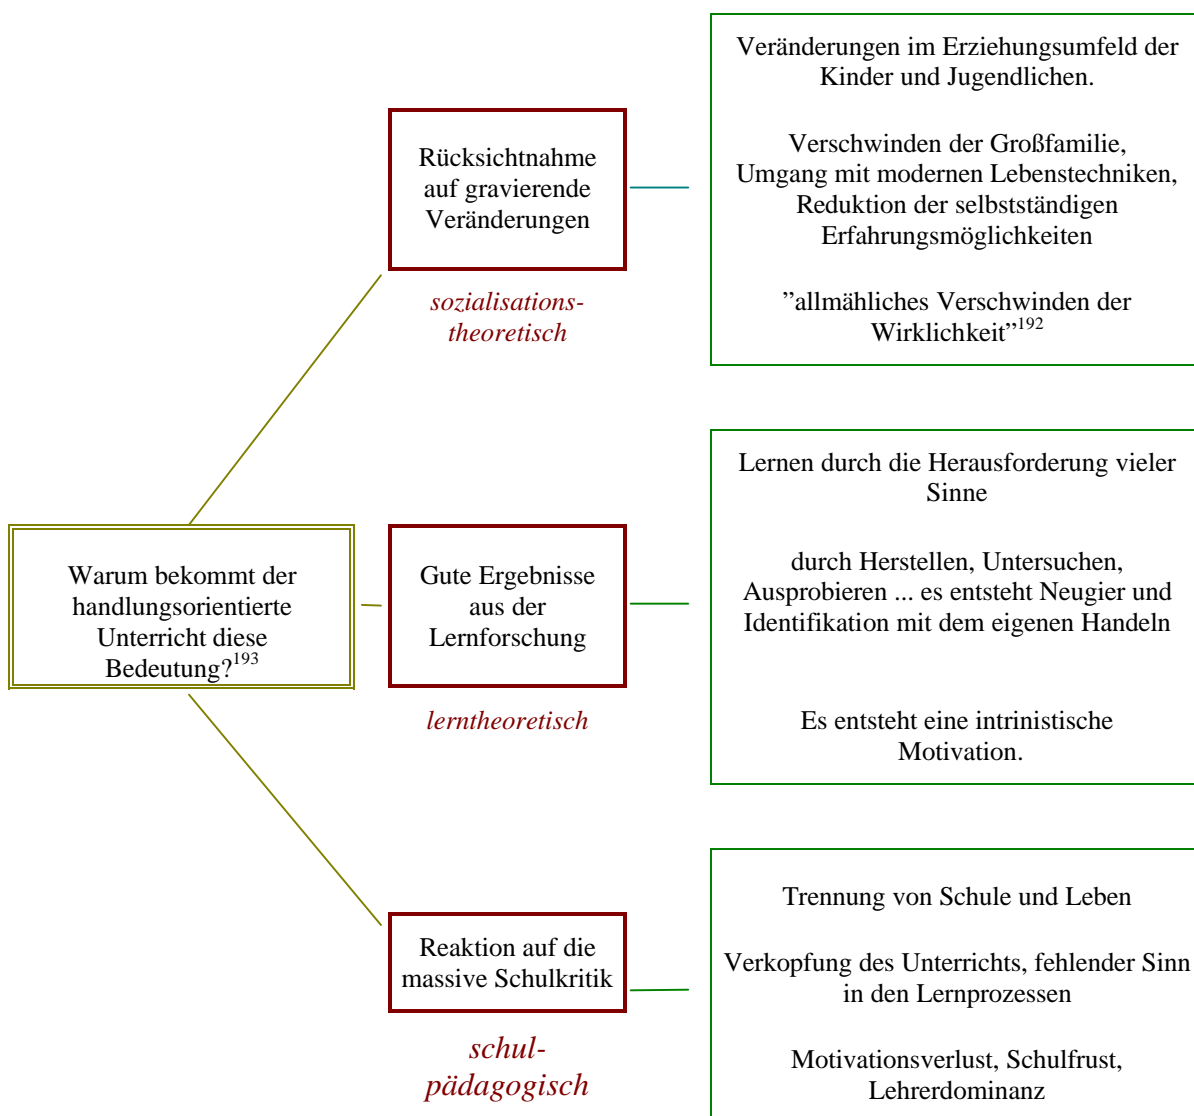 Warum bekommt der
handlungsorientierte
Unterricht diese
Bedeutung?193
Rücksichtnahme
auf gravierende
Veränderungen
sozialisations-
theoretisch
Veränderungen im Erziehungsumfeld der
Kinder und Jugendlichen.
Verschwinden der Großfamilie,
Umgang mit modernen Lebenstechniken,
Reduktion der selbstständigen
Erfahrungsmöglichkeiten
”allmähliches Verschwinden der
Wirklichkeit”192
Gute Ergebnisse
aus der
Lernforschung
lerntheoretisch
Lernen durch die Herausforderung vieler
Sinne
durch Herstellen, Untersuchen,
Ausprobieren ... es entsteht Neugier und
Identifikation mit dem eigenen Handeln
Es entsteht eine intrinistische
Motivation.
Reaktion auf die
massive Schulkritik
schul-
pädagogisch
Trennung von Schule und Leben
Verkopfung des Unterrichts, fehlender Sinn
in den Lernprozessen
Motivationsverlust, Schulfrust,
Lehrerdominanz